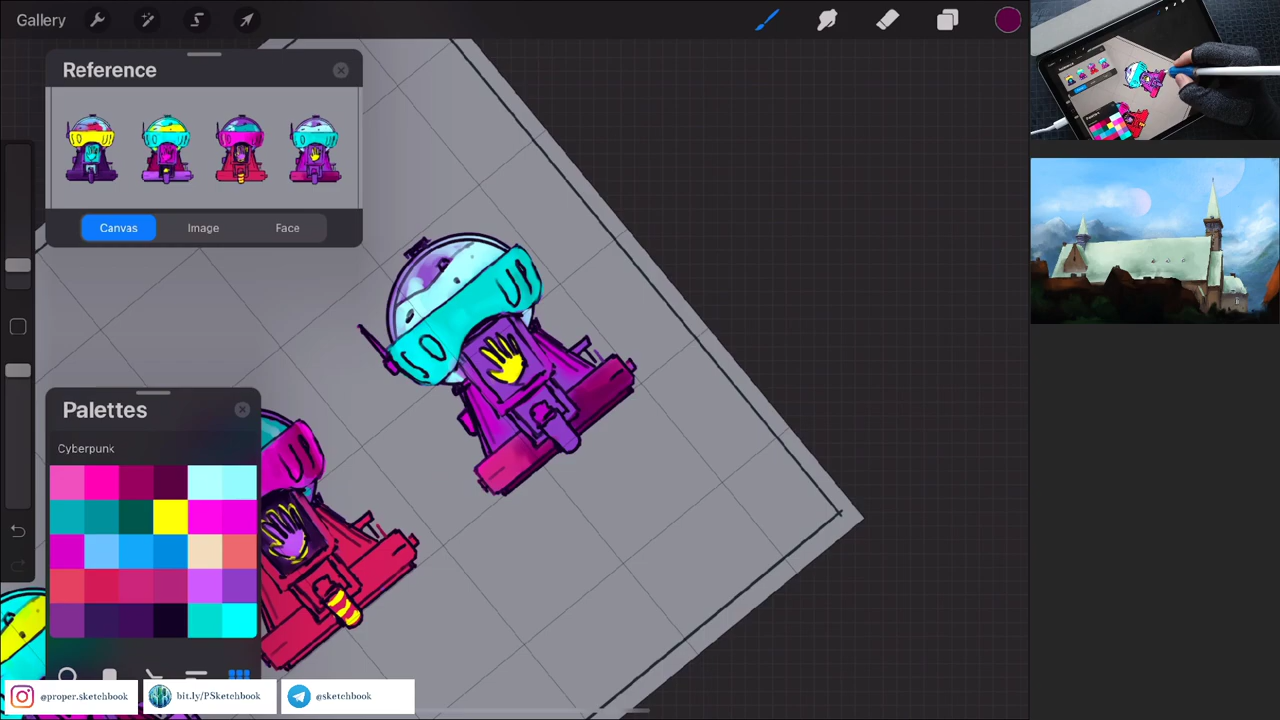 Gallery
Reference
Canvas Image Face
Palettes
Cyberpunk
@proper.sketchbook
bit.ly/PSketchbook
@sketchbook